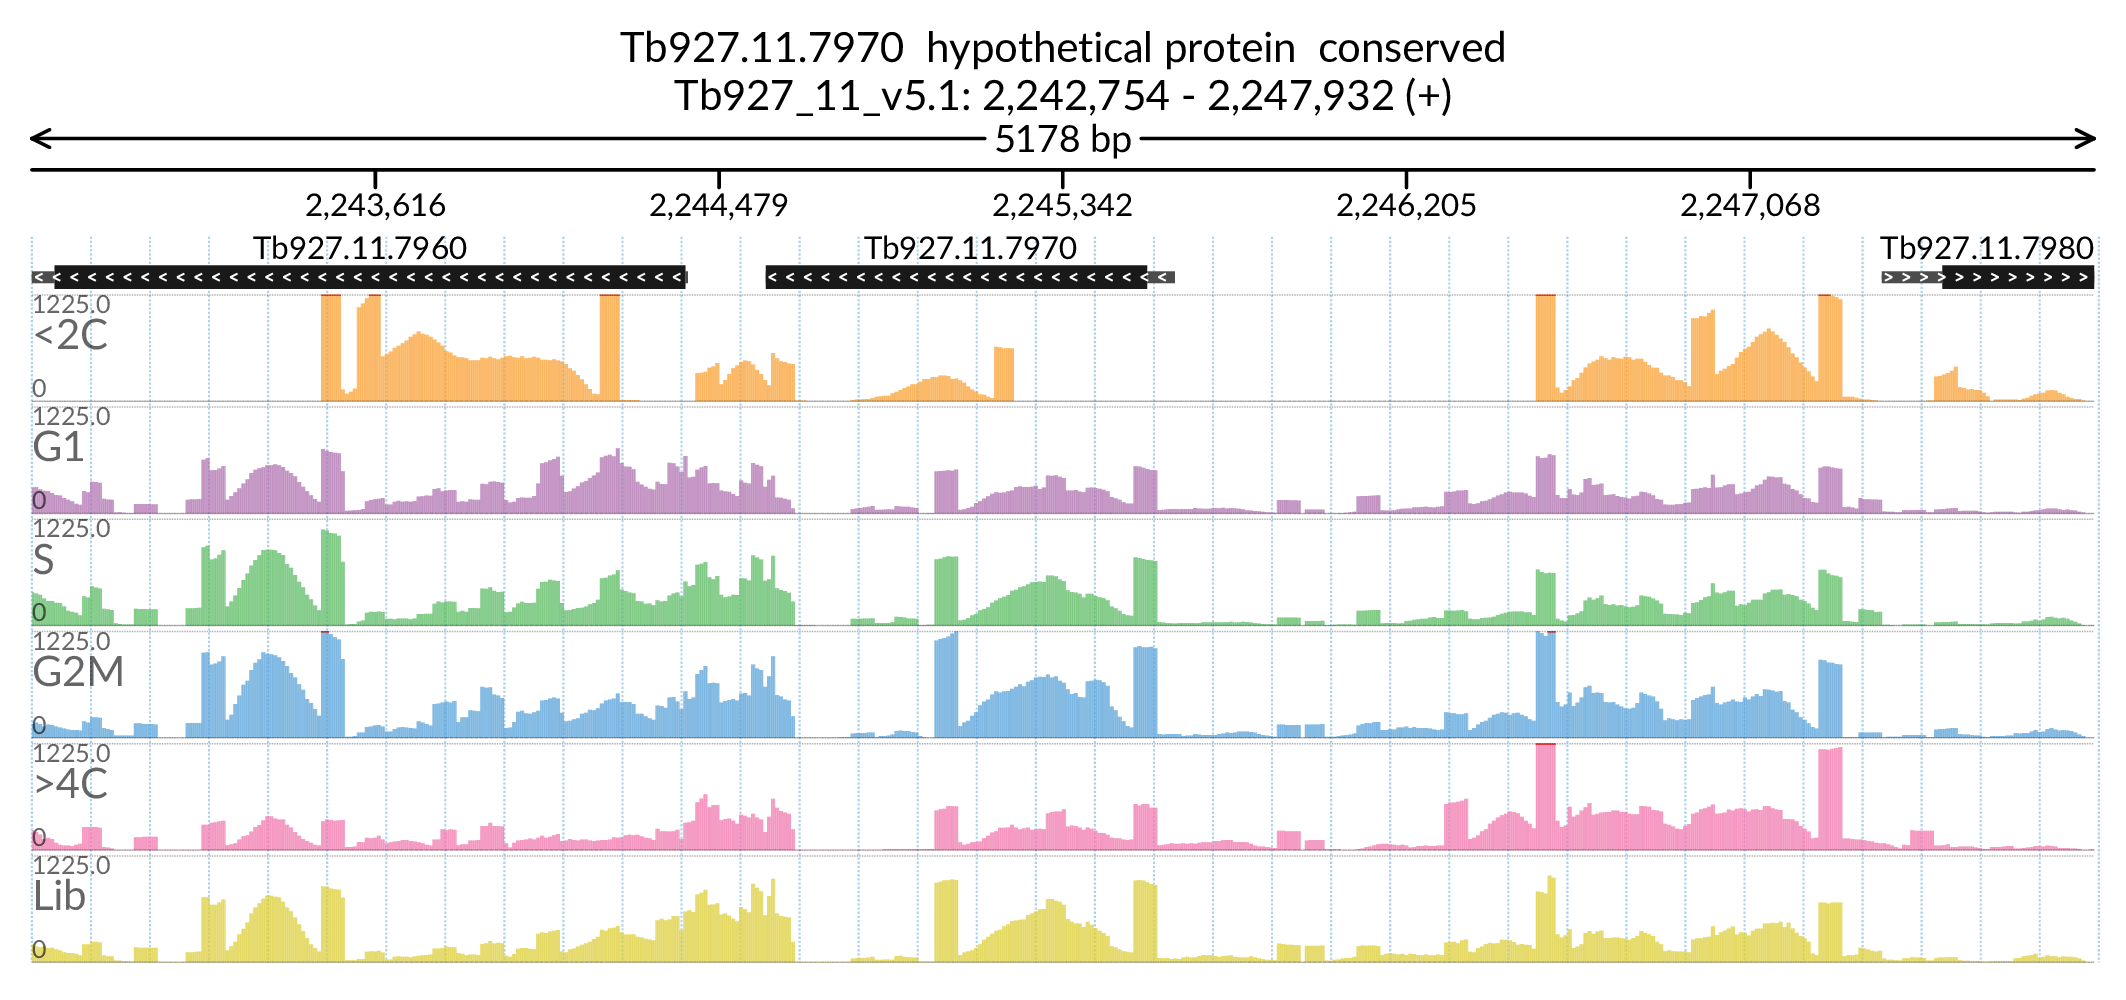 Tb927.11.7970 hypothetical protein conserved
Tb927_11_v5.1: 2,242,754 - 2,247,932 (+)
5178 bp
2,243,616 2,244,479 2,245,342 2,246,205 2,247,068
Tb927.11.7960 Tb927.11.7970 Tb927.11.7980
1225.0
<2C
0
1225.0
G1
0
1225.0
S
0
1225.0
G2M
0
1225.0
>4C
0
1225.0
Lib
0